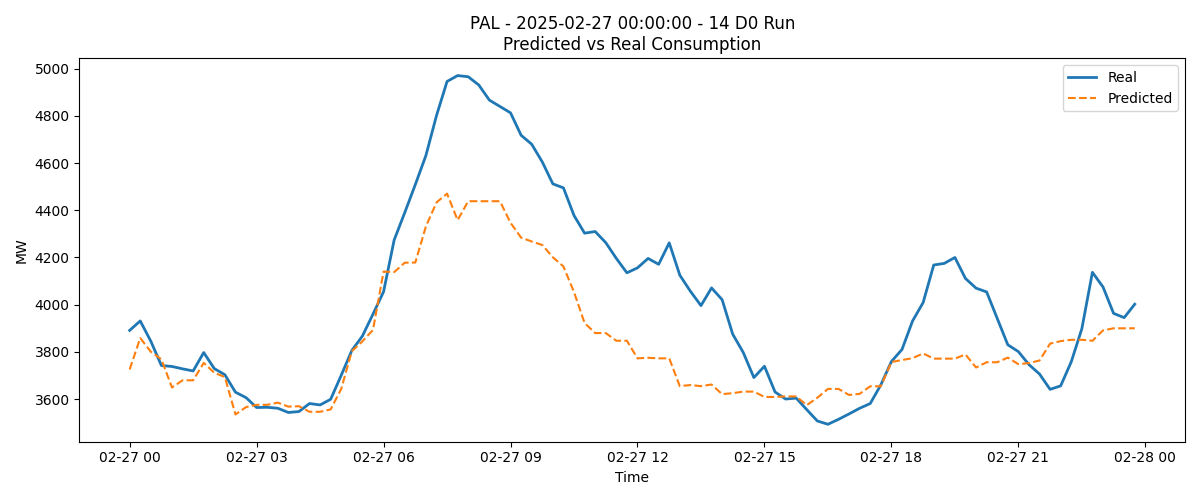 PAL - 2025-02-27 00:00:00 - 14 D0 Run
Predicted vs Real Consumption
Real
Predicted
MW
5000
4800
4600
4400
4200
4000
3800
3600
02-27 00
02-27 03
02-27 06
02-27 09
02-27 12
02-27 15
02-27 18
02-27 21
02-28 00
Time